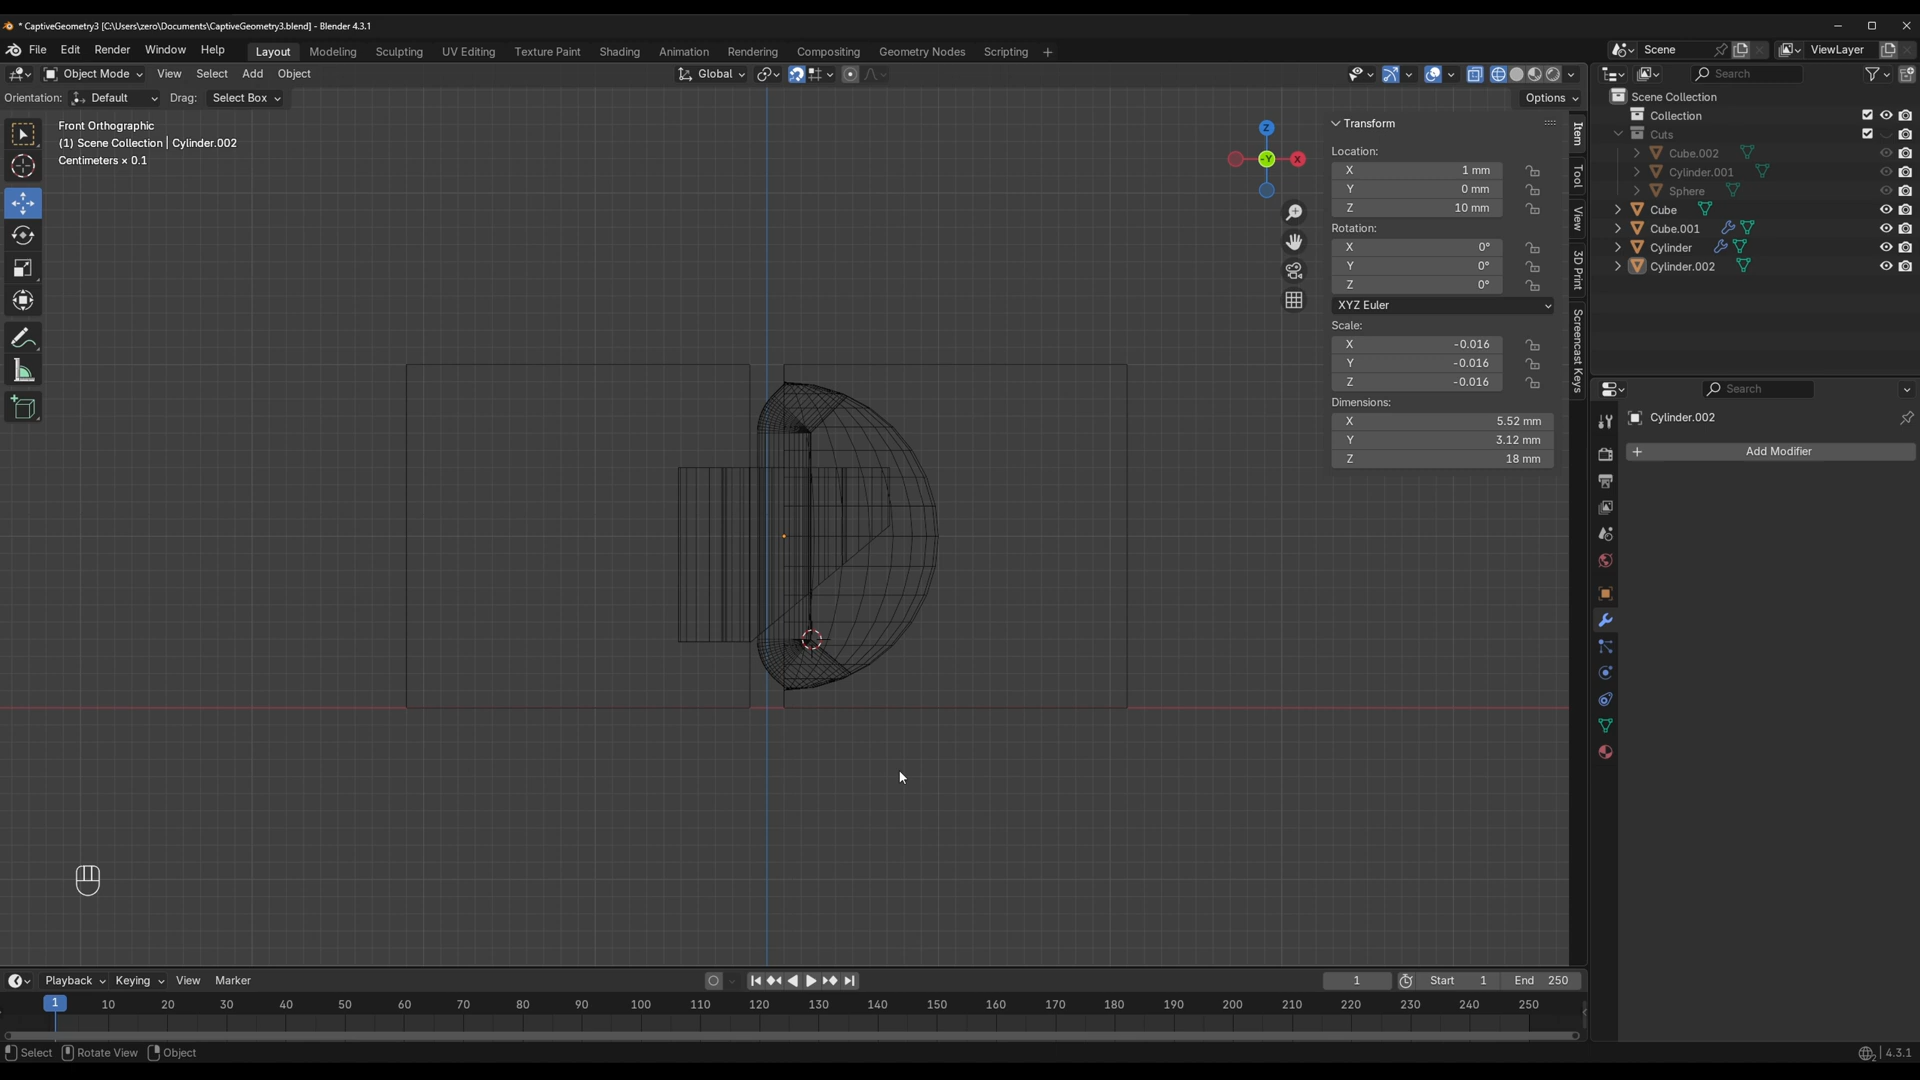 * CaptiveGeometry3 [C:\Users\zero\Documents\CaptiveGeometry3.blend] - Blender 4.3.1
File Edit Render Window Help Layout Modeling Sculpting UV Editing Texture Paint Shading Animation Rendering Compositing Geometry Nodes Scripting + Scene ViewLayer
Object Mode View Select Add Object Global Search
Orientation: Default Drag: Select Box Options
Scene Collection
Collection
Cuts
Cube.002
Cylinder.001
Sphere
Cube
Cube.001
Cylinder
Cylinder.002
Front Orthographic
(1) Scene Collection | Cylinder.002
Centimeters × 0.1
Z
-Y
X
Transform
Location:
X 1 mm
Y 0 mm
Z 10 mm
Rotation:
X 0°
Y 0°
Z 0°
XYZ Euler
Scale:
X -0.016
Y -0.016
Z -0.016
Dimensions:
X 5.52 mm
Y 3.12 mm
Z 18 mm
Item
Tool
View
3D Print
Screencast Keys
Search
Cylinder.002
+ Add Modifier
Playback Keying View Marker 1 Start 1 End 250
1 10 20 30 40 50 60 70 80 90 100 110 120 130 140 150 160 170 180 190 200 210 220 230 240 250
Select Rotate View Object 4.3.1